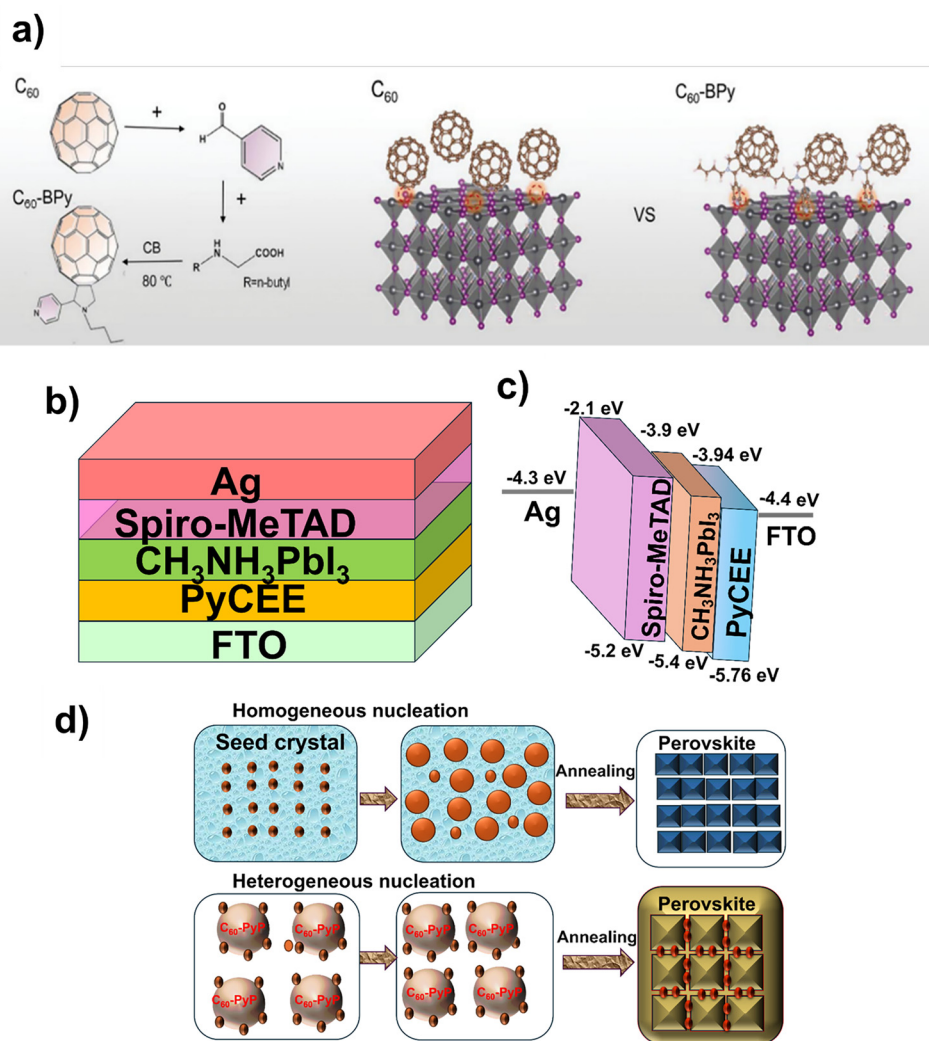 a)
C₆₀
+
O
H
N
C₆₀-BPy
+
CB
80 ℃
H
N
R
COOH
R=n-butyl
N
N
C₆₀
VS
C₆₀-BPy
b)
Ag
Spiro-MeTAD
CH₃NH₃PbI₃
PyCEE
FTO
c)
-2.1 eV
-3.9 eV
-3.94 eV
-4.3 eV
Ag
-4.4 eV
FTO
Spiro-MeTAD
CH₃NH₃PbI₃
PyCEE
-5.2 eV
-5.4 eV
-5.76 eV
d)
Homogeneous nucleation
Seed crystal
Annealing
Perovskite
Heterogeneous nucleation
C₆₀-PyP
C₆₀-PyP
C₆₀-PyP
C₆₀-PyP
C₆₀-PyP
C₆₀-PyP
C₆₀-PyP
C₆₀-PyP
Annealing
Perovskite